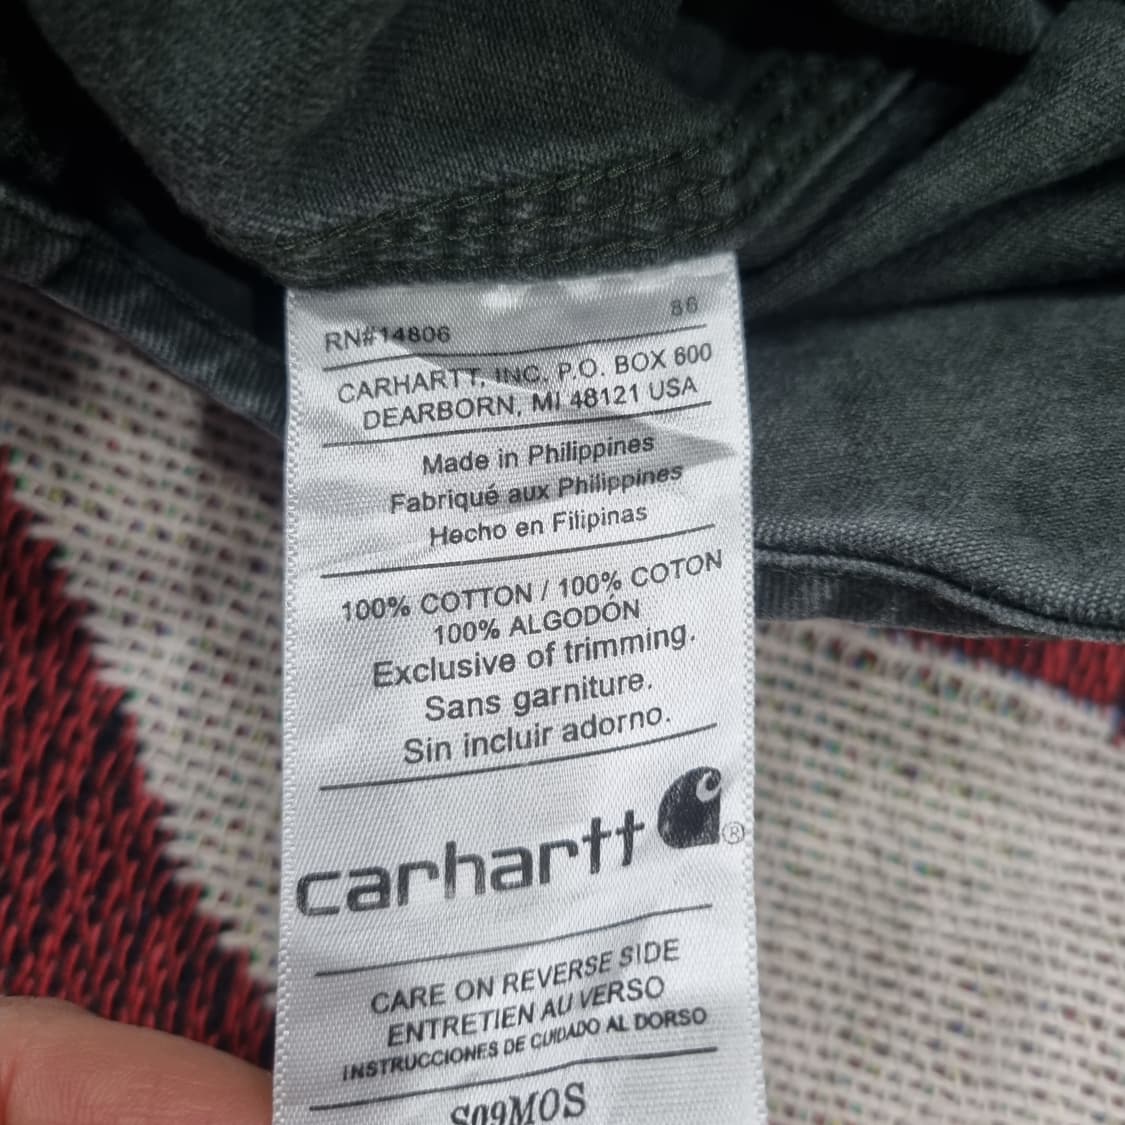 86
RN#14806
CARHARTT, INC. P.O. BOX 600
DEARBORN, MI 48121 USA
Made in Philippines
Fabriqué aux Philippines
Hecho en Filipinas
100% COTTON / 100% COTON
100% ALGODÓN
Exclusive of trimming.
Sans garniture.
Sin incluir adorno.
carhartt ®
CARE ON REVERSE SIDE
ENTRETIEN AU VERSO
INSTRUCCIONES DE CUIDADO AL DORSO
S09MOS